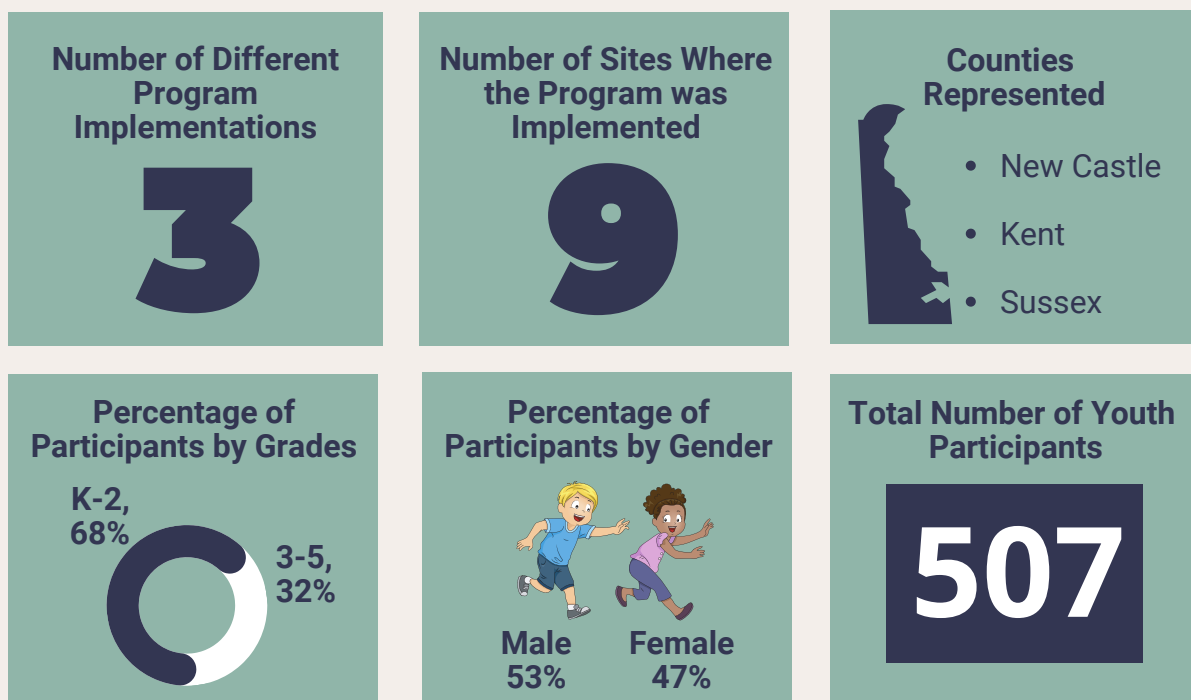 Number of Different
Program
Implementations
3
Number of Sites Where
the Program was
Implemented
9
Counties
Represented
• New Castle
• Kent
• Sussex
Percentage of
Participants by Grades
K-2,
68%
3-5,
32%
Percentage of
Participants by Gender
Male
53%
Female
47%
Total Number of Youth
Participants
507